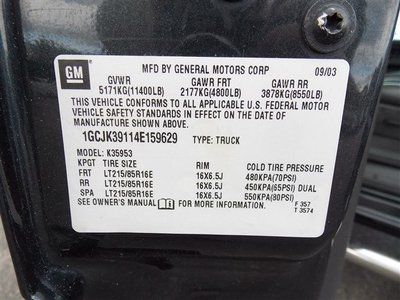 GM
MFD BY GENERAL MOTORS CORP 09/03
GVWR GAWR FRT GAWR RR
5171KG(11400LB) 2177KG(4800LB) 3878KG(8550LB)
THIS VEHICLE CONFORMS TO ALL APPLICABLE U.S. FEDERAL MOTOR
VEHICLE SAFETY STANDARDS IN EFFECT ON THE DATE OF
MANUFACTURE SHOWN ABOVE.
1GCJK39114E159629 TYPE: TRUCK
MODEL: K35953
KPGT TIRE SIZE RIM COLD TIRE PRESSURE
FRT LT215/85R16E 16X6.5J 480KPA(70PSI)
RR LT215/85R16E 16X6.5J 450KPA(65PSI) DUAL
SPA LT215/85R16E 16X6.5J 550KPA(80PSI)
SEE OWNER'S MANUAL FOR MORE INFORMATION. F 357
T 3574